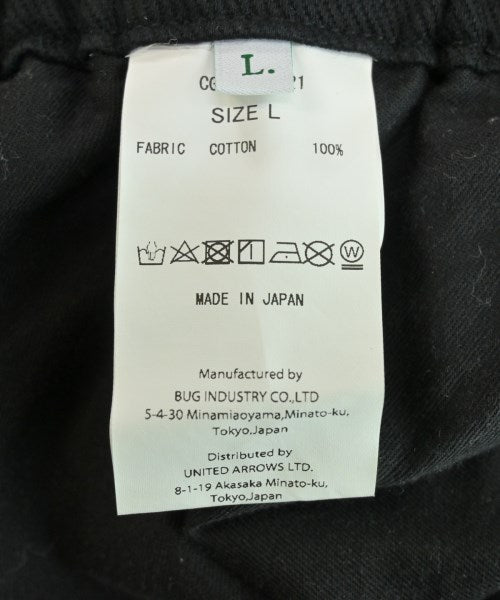 L.
SIZE L
FABRIC COTTON 100%
MADE IN JAPAN
Manufactured by
BUG INDUSTRY CO.,LTD
5-4-30 Minamiaoyama,Minato-ku,
Tokyo.Japan
Distributed by
UNITED ARROWS LTD.
8-1-19 Akasaka Minato-ku,
Tokyo,Japan